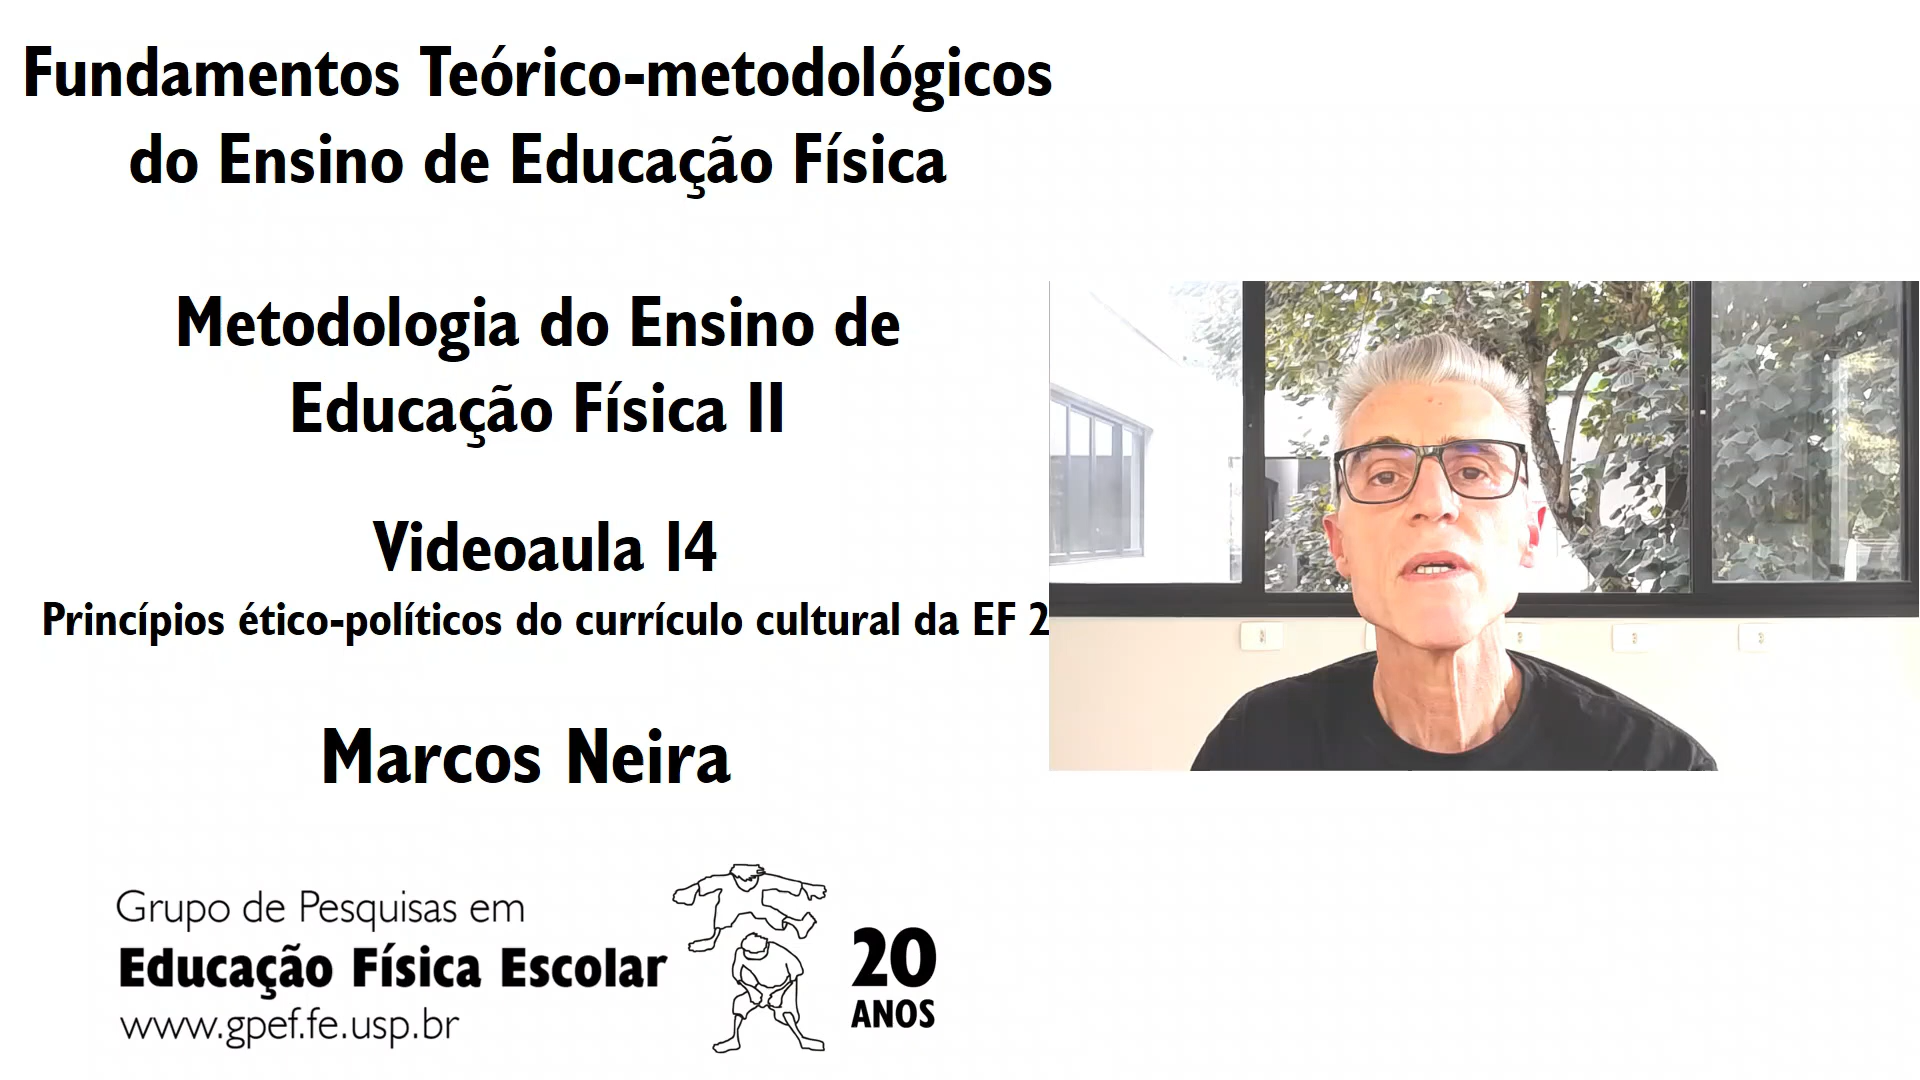 Fundamentos Teórico-metodológicos
do Ensino de Educação Física
Metodologia do Ensino de
Educação Física II
Videoaula 14
Princípios ético-políticos do currículo cultural da EF 2
Marcos Neira
Grupo de Pesquisas em
Educação Física Escolar
www.gpef.fe.usp.br
20
ANOS